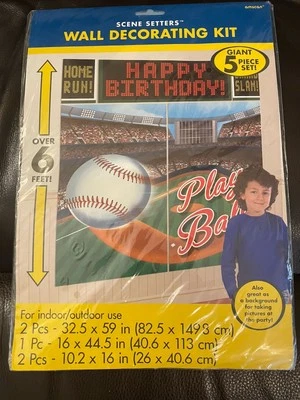 amscan
SCENE SETTERS™
WALL DECORATING KIT
GIANT
5 PIECE
SET!
HOME
RUN!
HAPPY
BIRTHDAY!
GRAND
SLAM!
OVER
6
FEET!
Play
Ball
Also
great as
a background
for taking
pictures at
the party!
For indoor/outdoor use
2 Pcs - 32.5 x 59 in (82.5 x 149.8 cm)
1 Pc - 16 x 44.5 in (40.6 x 113 cm)
2 Pcs - 10.2 x 16 in (26 x 40.6 cm)